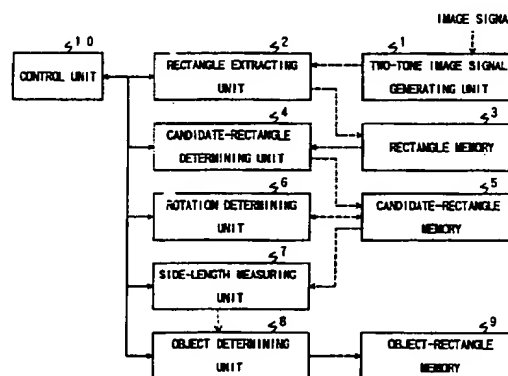 IMAGE SIGNAL
10
2
1
CONTROL UNIT
RECTANGLE EXTRACTING
UNIT
TWO-TONE IMAGE SIGNAL
GENERATING UNIT
4
3
CANDIDATE-RECTANGLE
DETERMINING UNIT
RECTANGLE MEMORY
6
5
ROTATION DETERMINING
UNIT
CANDIDATE-RECTANGLE
MEMORY
7
SIDE-LENGTH MEASURING
UNIT
8
9
OBJECT DETERMINING
UNIT
OBJECT-RECTANGLE
MEMORY